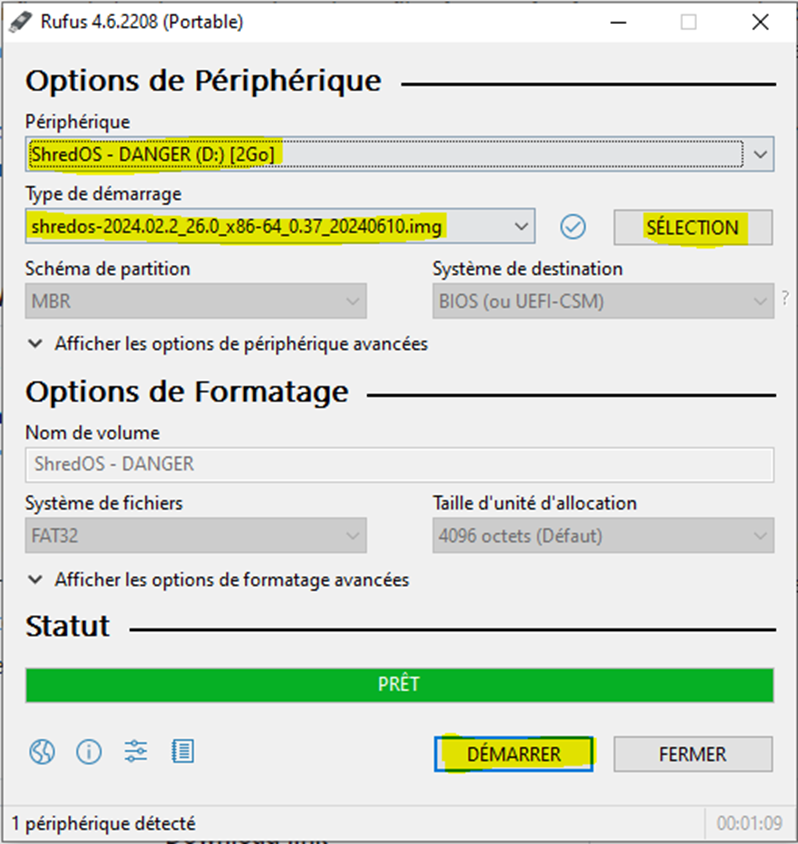 Rufus 4.6.2208 (Portable)
Options de Périphérique
Périphérique
ShredOS - DANGER (D:) [2Go]
Type de démarrage
shredos-2024.02.2_26.0_x86-64_0.37_20240610.img
SÉLECTION
Schéma de partition
Système de destination
MBR
BIOS (ou UEFI-CSM)
?
Afficher les options de périphérique avancées
Options de Formatage
Nom de volume
ShredOS - DANGER
Système de fichiers
Taille d'unité d'allocation
FAT32
4096 octets (Défaut)
Afficher les options de formatage avancées
Statut
PRÊT
DÉMARRER
FERMER
1 périphérique détecté
00:01:09